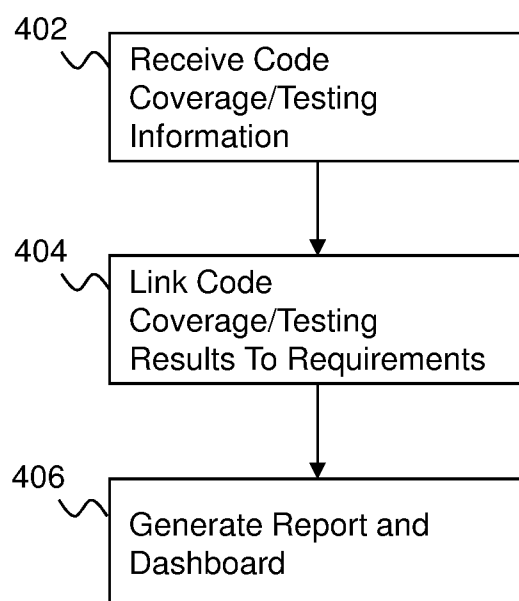 402
Receive Code
Coverage/Testing
Information
404
Link Code
Coverage/Testing
Results To Requirements
406
Generate Report and
Dashboard